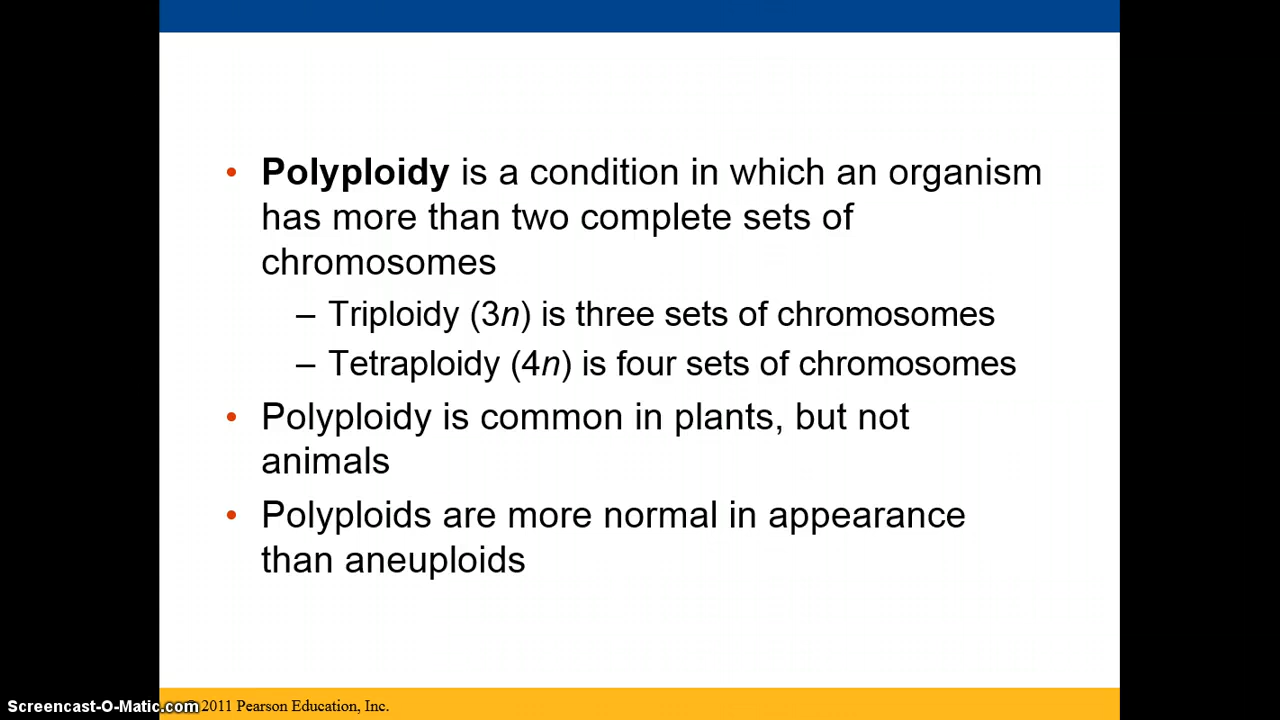 • Polyploidy is a condition in which an organism
has more than two complete sets of
chromosomes
– Triploidy (3n) is three sets of chromosomes
– Tetraploidy (4n) is four sets of chromosomes
• Polyploidy is common in plants, but not
animals
• Polyploids are more normal in appearance
than aneuploids
Screencast-O-Matic.com
© 2011 Pearson Education, Inc.